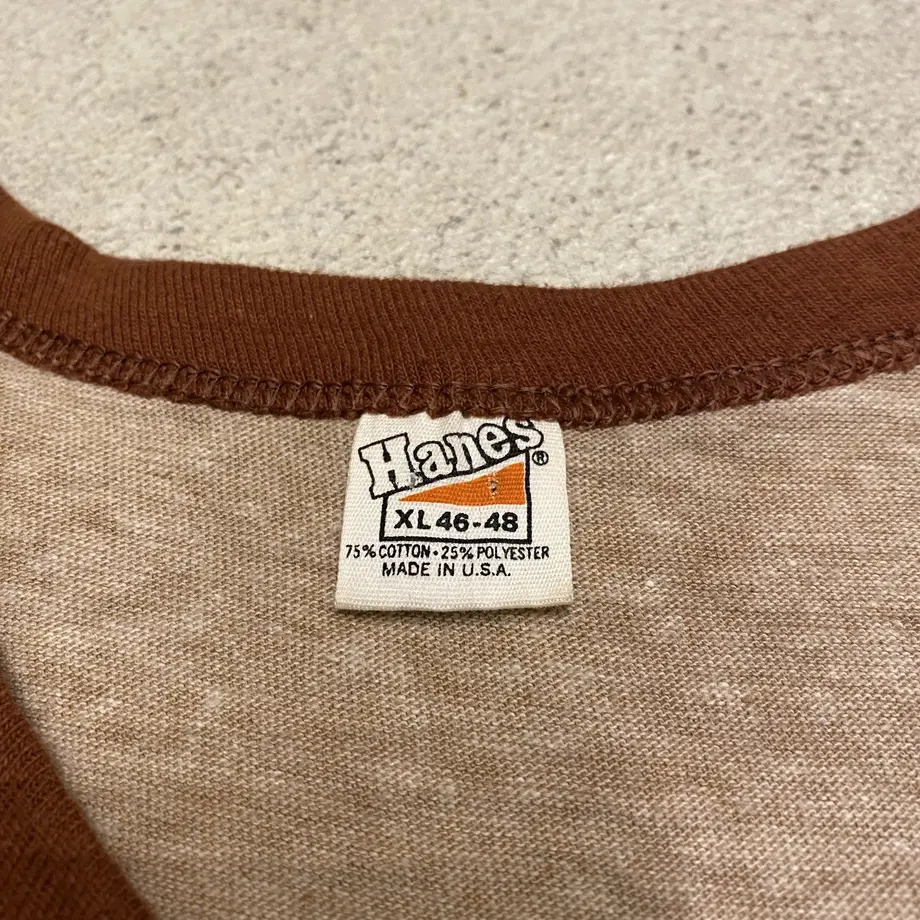 Hanes®
XL 46-48
75% COTTON • 25% POLYESTER
MADE IN U.S.A.